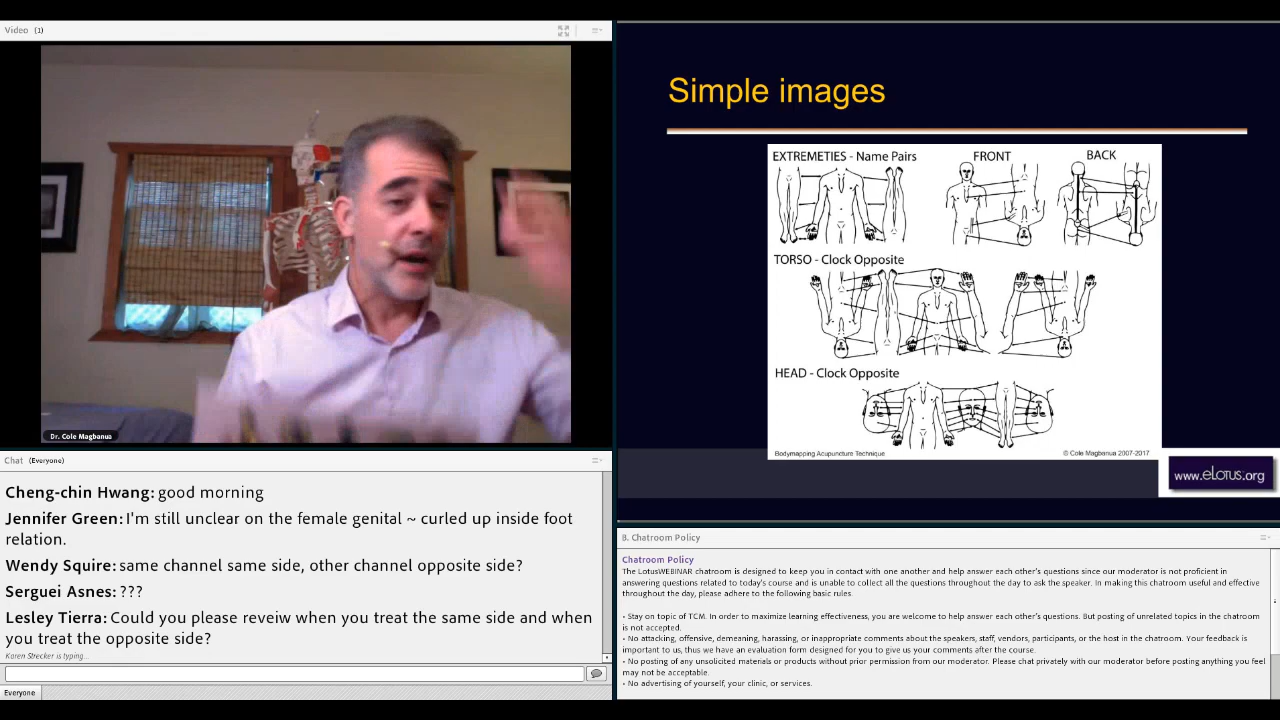 Video (1)
Dr. Cole Magbanua
Simple images
EXTREMETIES - Name Pairs
FRONT
BACK
TORSO - Clock Opposite
HEAD - Clock Opposite
Bodymapping Acupuncture Technique
© Cole Magbanua 2007-2017
www.eLOTUS.org
Chat (Everyone)
Cheng-chin Hwang: good morning
Jennifer Green: I'm still unclear on the female genital ~ curled up inside foot
relation.
Wendy Squire: same channel same side, other channel opposite side?
Serguei Asnes: ???
Lesley Tierra: Could you please reveiw when you treat the same side and when
you treat the opposite side?
Karen Strecker is typing...
Everyone
B. Chatroom Policy
Chatroom Policy
The LotusWEBINAR chatroom is designed to keep you in contact with one another and help answer each other's questions since our moderator is not proficient in
answering questions related to today's course and is unable to collect all the questions throughout the day to ask the speaker. In making this chatroom useful and effective
throughout the day, please adhere to the following basic rules.
• Stay on topic of TCM. In order to maximize learning effectiveness, you are welcome to help answer each other's questions. But posting of unrelated topics in the chatroom
is not accepted.
• No attacking, offensive, demeaning, harassing, or inappropriate comments about the speakers, staff, vendors, participants, or the host in the chatroom. Your feedback is
important to us, thus we have an evaluation form designed for you to give us your comments after the course.
• No posting of any unsolicited materials or products without prior permission from our moderator. Please chat privately with our moderator before posting anything you feel
may not be acceptable.
• No advertising of yourself, your clinic, or services.